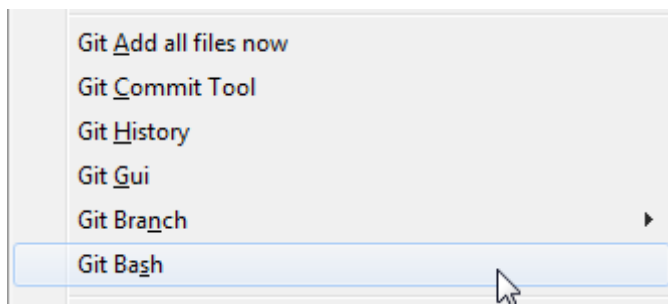 Git Add all files now
Git Commit Tool
Git History
Git Gui
Git Branch
Git Bash